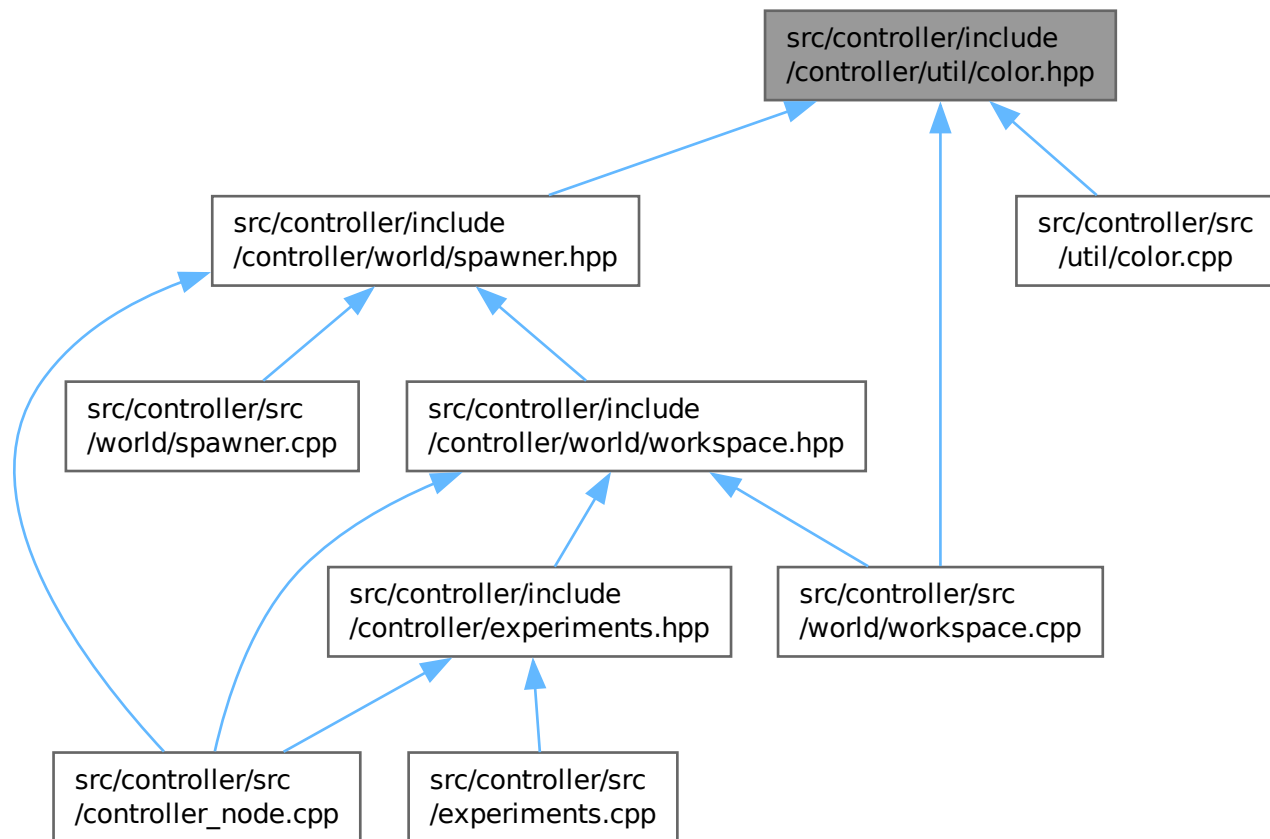 src/controller/include
/controller/util/color.hpp
src/controller/include
/controller/world/spawner.hpp
src/controller/src
/util/color.cpp
src/controller/src
/world/spawner.cpp
src/controller/include
/controller/world/workspace.hpp
src/controller/include
/controller/experiments.hpp
src/controller/src
/world/workspace.cpp
src/controller/src
/controller_node.cpp
src/controller/src
/experiments.cpp